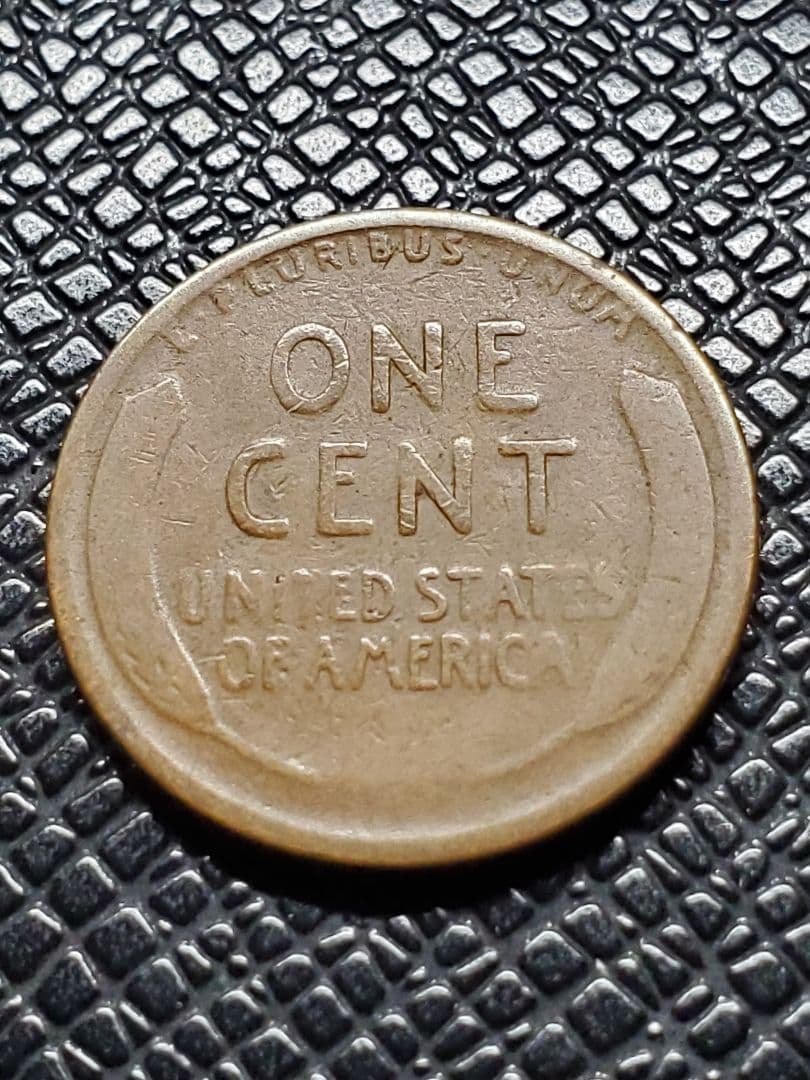 E PLURIBUS · UNUM
ONE
CENT
UNITED STATES
OF AMERICA